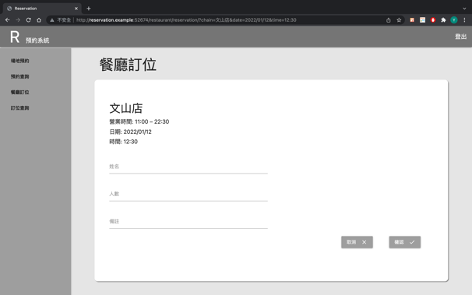 Reservation
不安全 http://reservation.example:52874/restaurant/reservation/?chain=文山店&date=2022/01/12&time=12:30
R 預約系統
登出
場地預約
預約查詢
餐廳訂位
訂位查詢
餐廳訂位
文山店
營業時間: 11:00 ~ 22:30
日期: 2022/01/12
時間: 12:30
姓名
人數
備註
取消
確認